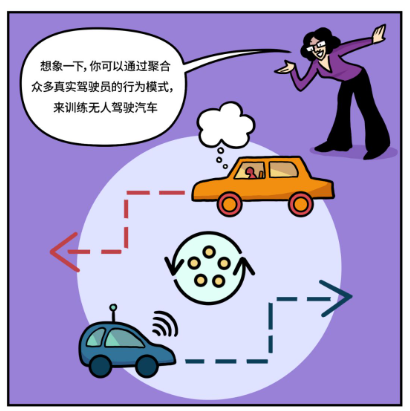 想象一下，你可以通过聚合
众多真实驾驶员的行为模式，
来训练无人驾驶汽车